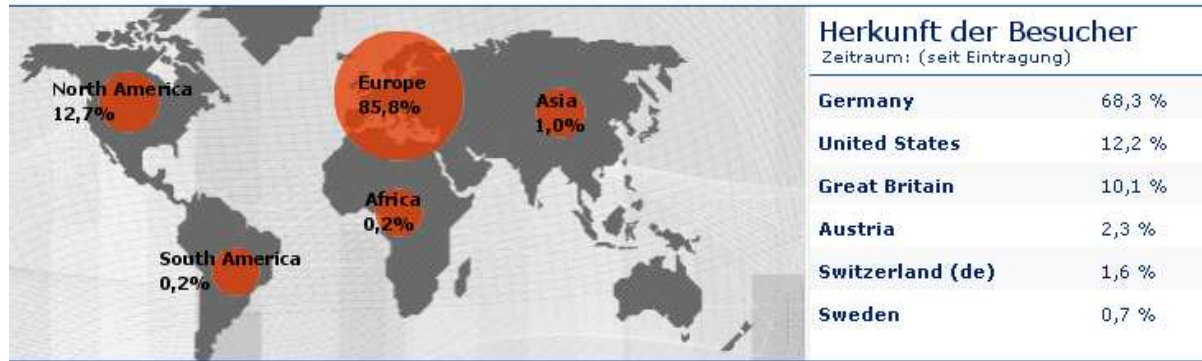 North America
12,7%
Europe
85,8%
Asia
1,0%
Africa
0,2%
South America
0,2%
Herkunft der Besucher
Zeitraum: (seit Eintragung)
Germany 68,3 %
United States 12,2 %
Great Britain 10,1 %
Austria 2,3 %
Switzerland (de) 1,6 %
Sweden 0,7 %